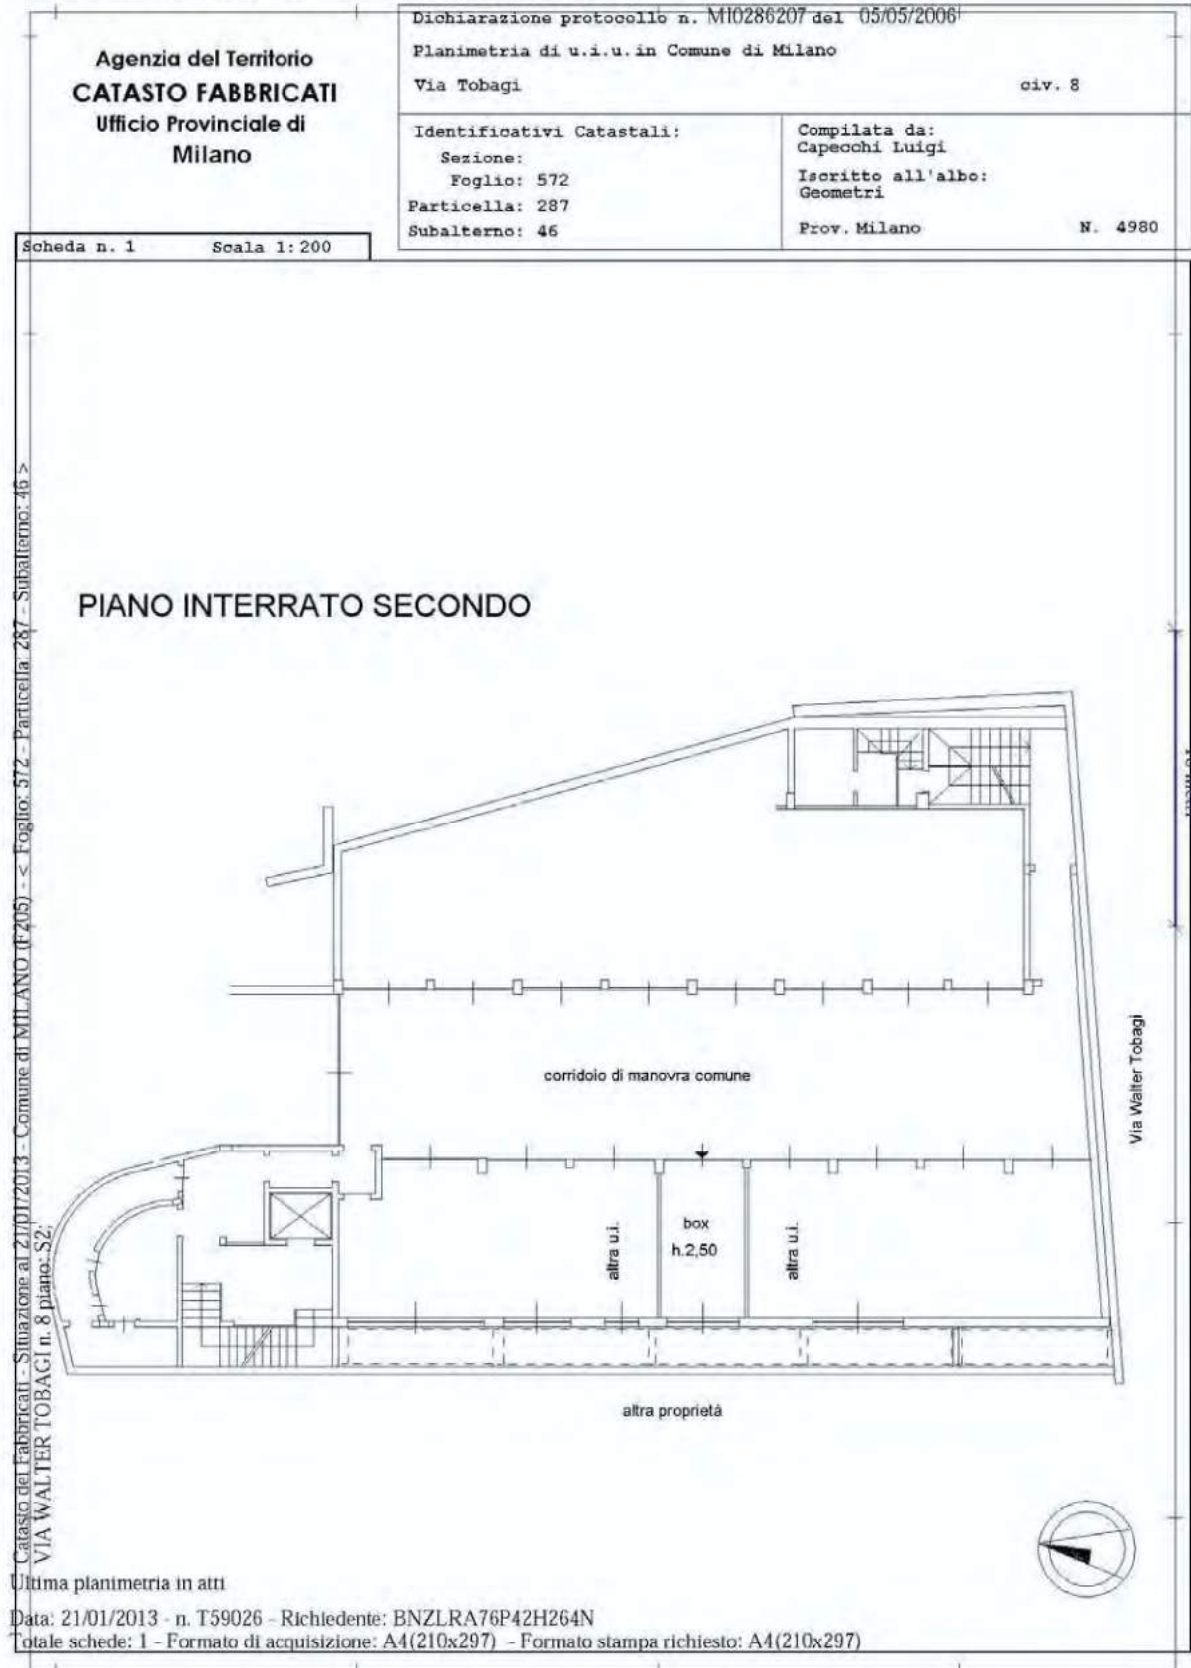 Agenzia del Territorio
CATASTO FABBRICATI
Ufficio Provinciale di
Milano
Dichiarazione protocollo n. MI0286207 del 05/05/2006
Planimetria di u.i.u. in Comune di Milano
Via Tobagi civ. 8
Identificativi Catastali:
Sezione:
Foglio: 572
Particella: 287
Subalterno: 46
Compilata da:
Capecchi Luigi
Iscritto all'albo:
Geometri
Prov. Milano N. 4980
Scheda n. 1 Scala 1:200
PIANO INTERRATO SECONDO
corridoio di manovra comune
altra u.i.
box
h.2,50
altra u.i.
Via Walter Tobagi
altra proprietà
Catasto dei Fabbricati - Situazione al 21/01/2013 - Comune di MILANO (F205) - < Foglio: 572 - Particella: 287 - Subalterno: 46 >
VIA WALTER TOBAGI n. 8 piano: S2;
Ultima planimetria in atti
Data: 21/01/2013 - n. T59026 - Richiedente: BNZLRA76P42H264N
Totale schede: 1 - Formato di acquisizione: A4(210x297) - Formato stampa richiesto: A4(210x297)